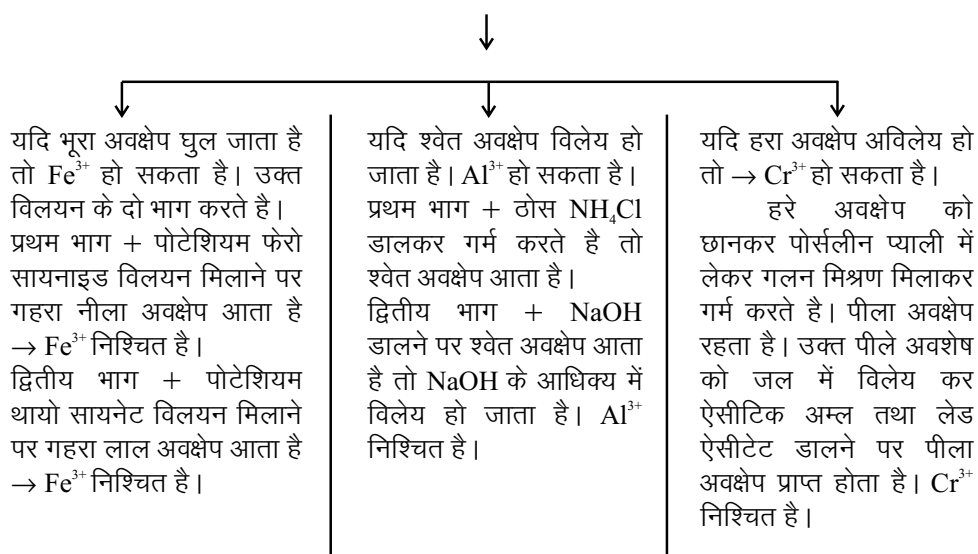 यदि भूरा अवक्षेप घुल जाता है
तो Fe³⁺ हो सकता है। उक्त
विलयन के दो भाग करते है।
प्रथम भाग + पोटेशियम फेरो
सायनाइड विलयन मिलाने पर
गहरा नीला अवक्षेप आता है
→ Fe³⁺ निश्चित है।
द्वितीय भाग + पोटेशियम
थायो सायनेट विलयन मिलाने
पर गहरा लाल अवक्षेप आता है
→ Fe³⁺ निश्चित है।
यदि श्वेत अवक्षेप विलेय हो
जाता है। Al³⁺ हो सकता है।
प्रथम भाग + ठोस NH₄Cl
डालकर गर्म करते है तो
श्वेत अवक्षेप आता है।
द्वितीय भाग + NaOH
डालने पर श्वेत अवक्षेप आता
है तो NaOH के आधिक्य में
विलेय हो जाता है। Al³⁺
निश्चित है।
यदि हरा अवक्षेप अविलेय हो
तो → Cr³⁺ हो सकता है।
हरे अवक्षेप को
छानकर पोर्सलीन प्याली में
लेकर गलन मिश्रण मिलाकर
गर्म करते है। पीला अवक्षेप
रहता है। उक्त पीले अवशेष
को जल में विलेय कर
ऐसीटिक अम्ल तथा लेड
ऐसीटेट डालने पर पीला
अवक्षेप प्राप्त होता है। Cr³⁺
निश्चित है।